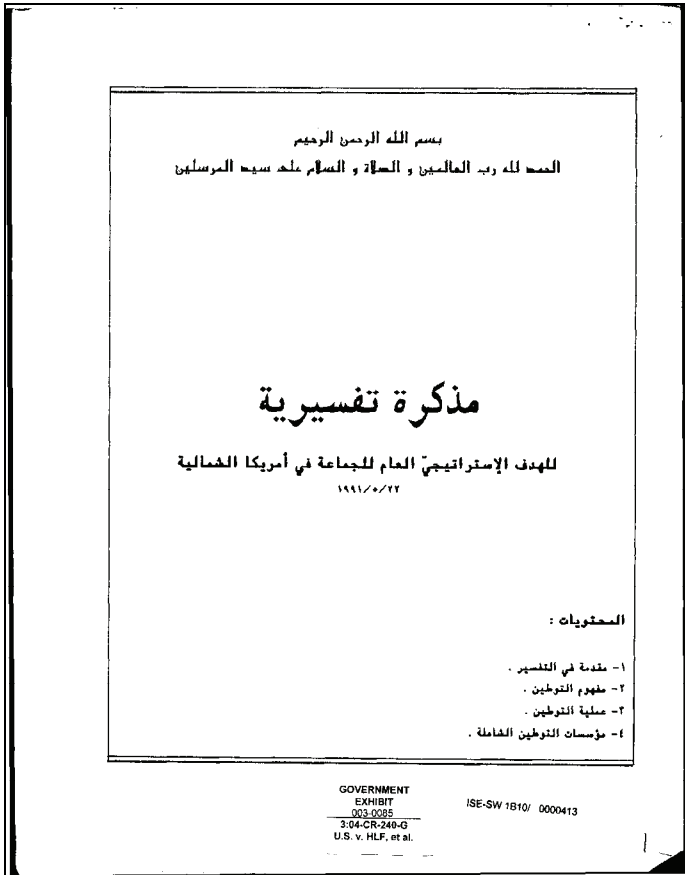 بسم الله الرحمن الرحيم
الحمد لله رب العالمين و الصلاة و السلام على سيد المرسلين
مذكرة تفسيرية
للهدف الإستراتيجيّ العام للجماعة في أمريكا الشمالية
١٩٩١/٥/٢٢
المحتويات :
١- مقدمة في التفسير .
٢- مفهوم التوطين .
٣- عملية التوطين .
٤- مؤسسات التوطين الشاملة .
GOVERNMENT
EXHIBIT
003-0085
3:04-CR-240-G
U.S. v. HLF, et al.
ISE-SW 1B10/ 0000413